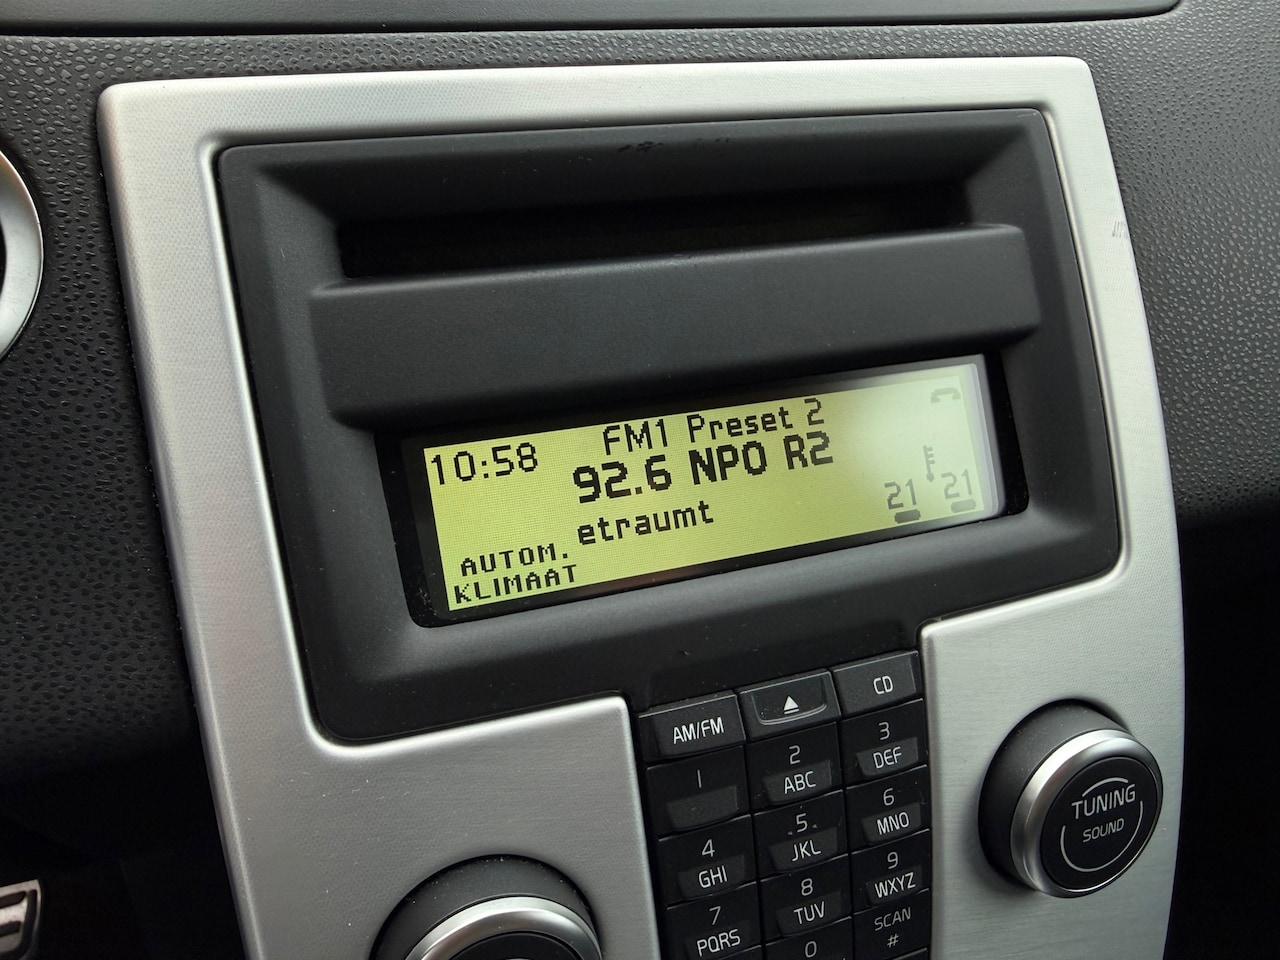 10:58
FM1 Preset 2
92.6 NPO R2
etraumt
21 21
AUTOM.
KLIMAAT
AM/FM
CD
1
2
ABC
3
DEF
4
GHI
5
JKL
6
MNO
7
PQRS
8
TUV
9
WXYZ
0
SCAN
#
TUNING
SOUND